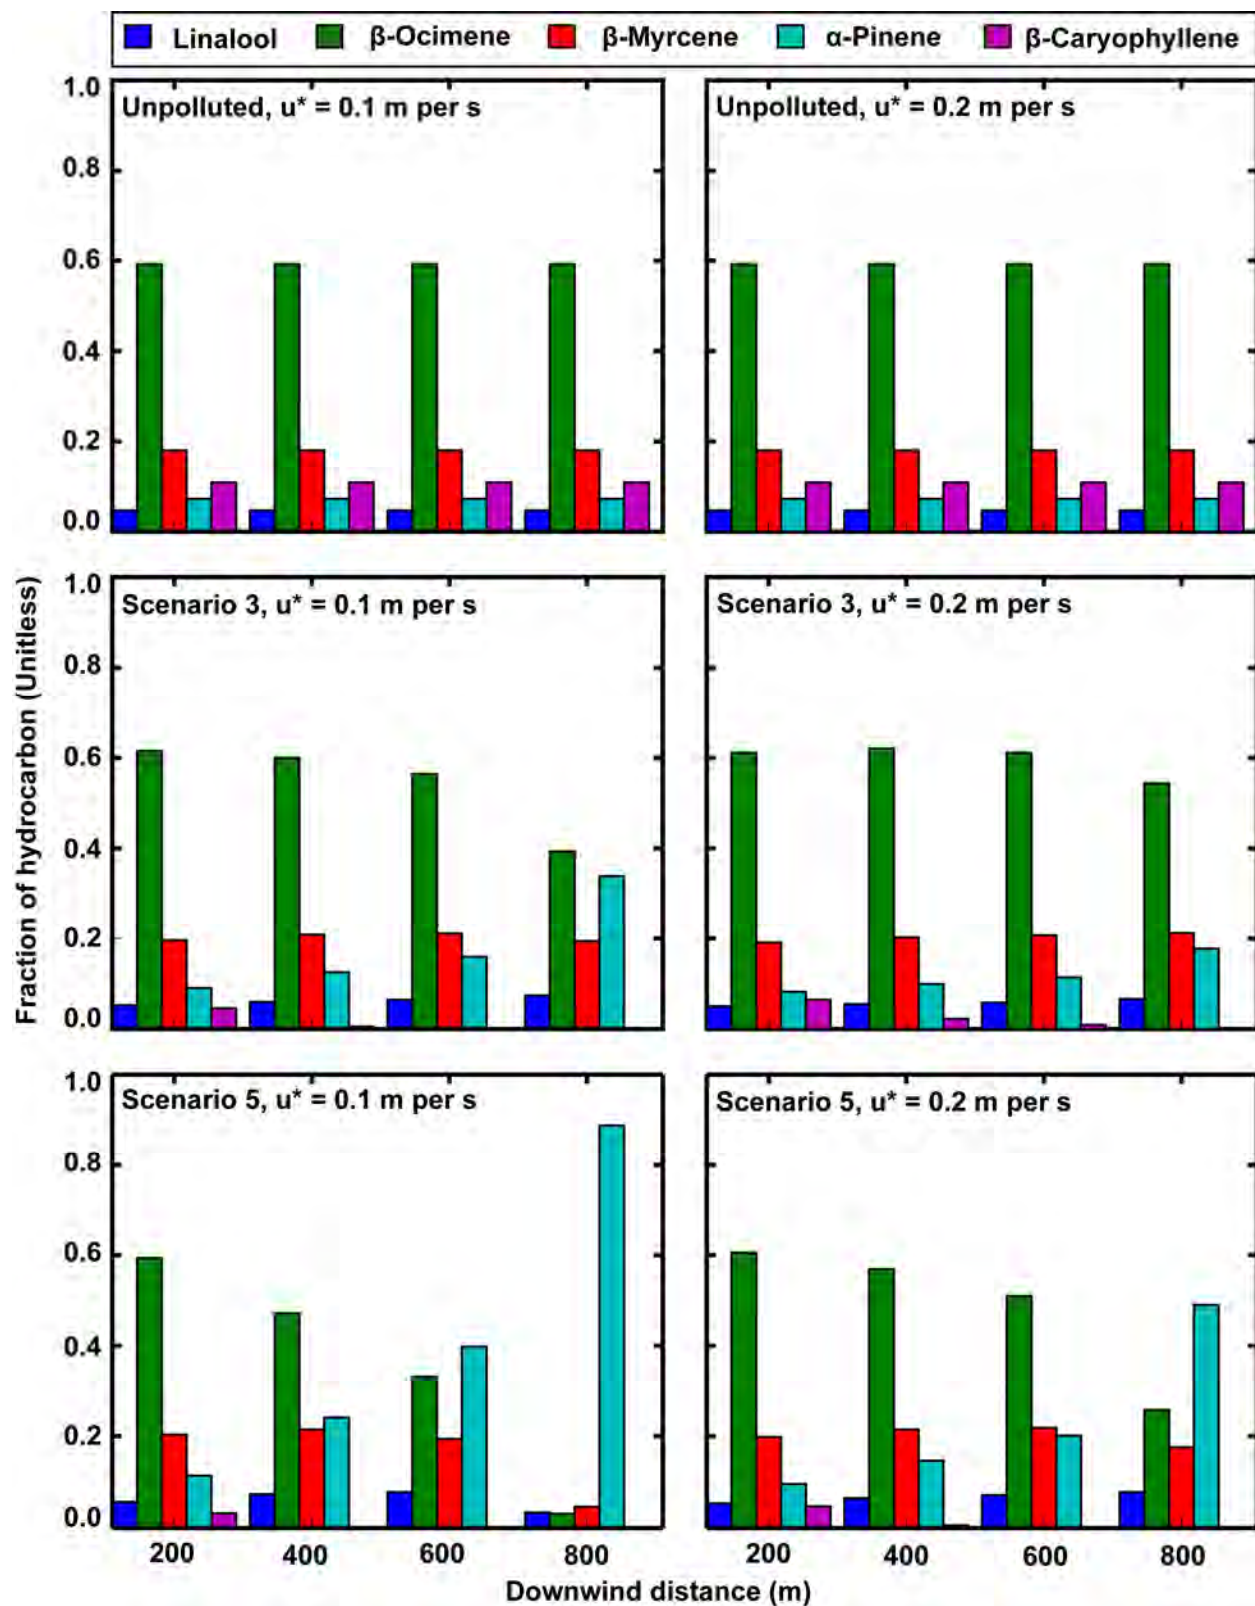 Linalool β-Ocimene β-Myrcene α-Pinene β-Caryophyllene
Unpolluted, u* = 0.1 m per s
Unpolluted, u* = 0.2 m per s
1.0
0.8
0.6
0.4
0.2
0.0
Scenario 3, u* = 0.1 m per s
Scenario 3, u* = 0.2 m per s
1.0
0.8
0.6
0.4
0.2
0.0
Fraction of hydrocarbon (Unitless)
Scenario 5, u* = 0.1 m per s
Scenario 5, u* = 0.2 m per s
1.0
0.8
0.6
0.4
0.2
0.0
200 400 600 800 200 400 600 800
Downwind distance (m)